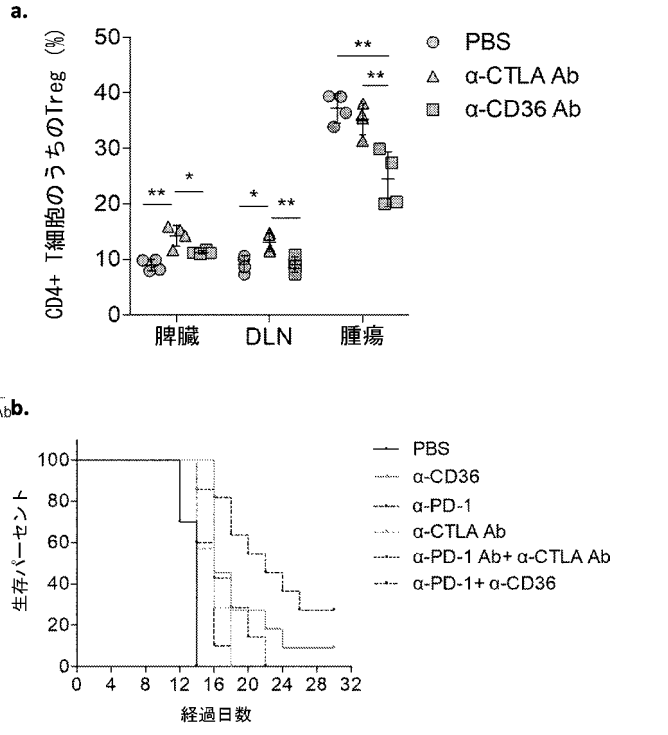 a.
CD4+ T細胞のうちのTreg (%)
50
40
30
20
10
0
** * * ** ** **
脾臓 DLN 腫瘍
PBS
α-CTLA Ab
α-CD36 Ab
Ab
b.
生存パーセント
100
80
60
40
20
0
0 4 8 12 16 20 24 28 32
経過日数
PBS
α-CD36
α-PD-1
α-CTLA Ab
α-PD-1 Ab+ α-CTLA Ab
α-PD-1+ α-CD36